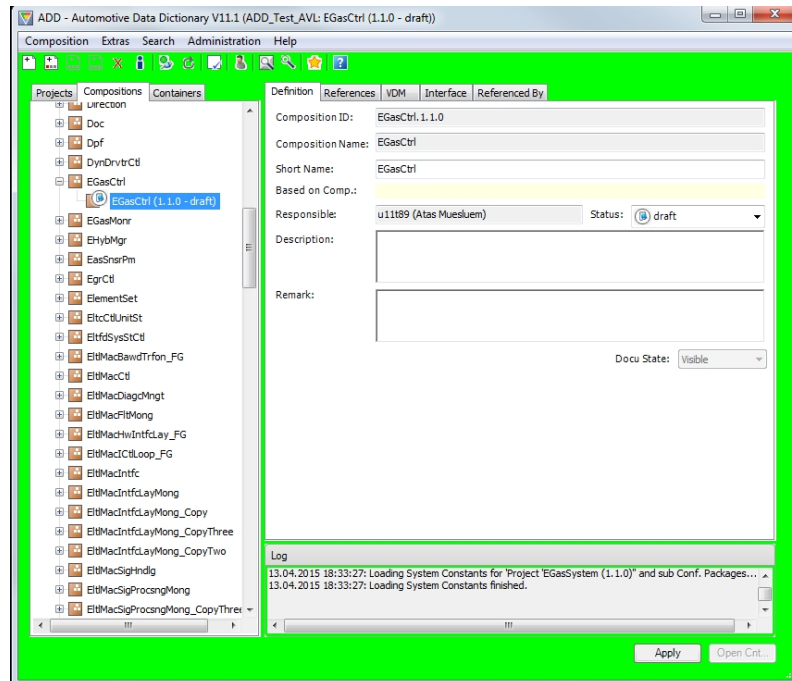 ADD - Automotive Data Dictionary V11.1 (ADD_Test_AVL: EGasCtrl (1.1.0 - draft))
Composition Extras Search Administration Help
Projects Compositions Containers
Direction
Doc
Dpf
DynDrvtrCtl
EGasCtrl
EGasCtrl (1.1.0 - draft)
EGasMonr
EHybMgr
EasSnsrPm
EgrCtl
ElementSet
EltcCtlUnitSt
EltfdSysStCtl
EltlMacBawdTrfon_FG
EltlMacCtl
EltlMacDiagcMngt
EltlMacFltMong
EltlMacHwIntfcLay_FG
EltlMacICtlLoop_FG
EltlMacIntfc
EltlMacIntfcLayMong
EltlMacIntfcLayMong_Copy
EltlMacIntfcLayMong_CopyThree
EltlMacIntfcLayMong_CopyTwo
EltlMacSigHndlg
EltlMacSigProcsngMong
EltlMacSigProcsngMong_CopyThree
Definition References VDM Interface Referenced By
Composition ID: EGasCtrl.1.1.0
Composition Name: EGasCtrl
Short Name: EGasCtrl
Based on Comp.:
Responsible: u11t89 (Atas Muesluem) Status: draft
Description:
Remark:
Docu State: Visible
Log
13.04.2015 18:33:27: Loading System Constants for 'Project 'EGasSystem (1.1.0)'' and sub Conf. Packages...
13.04.2015 18:33:27: Loading System Constants finished.
Apply Open Cnt...